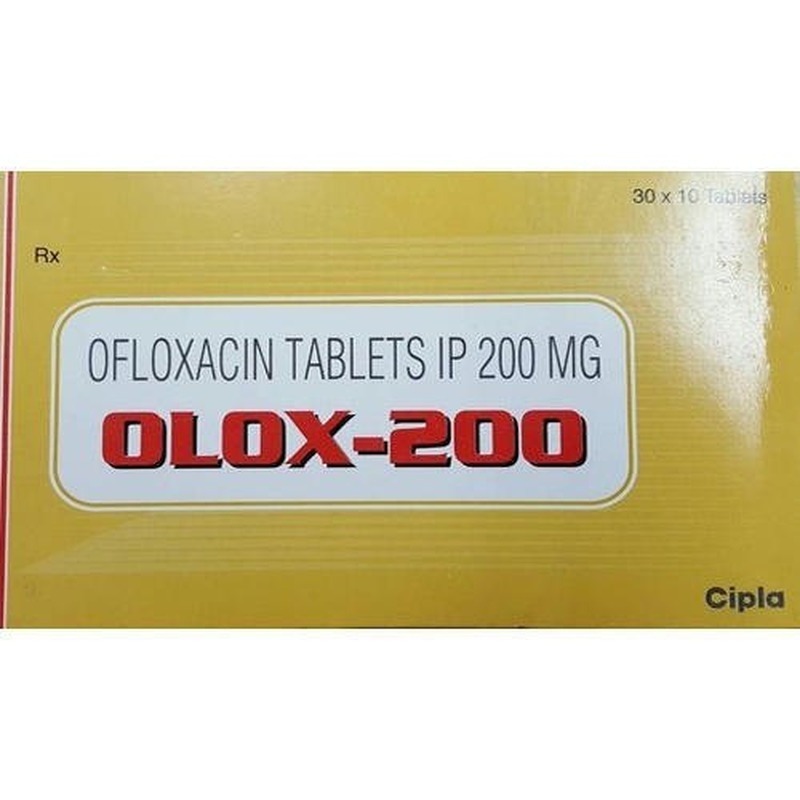 30 x 10 Tablets
Rx
OFLOXACIN TABLETS IP 200 MG
OLOX-200
Cipla